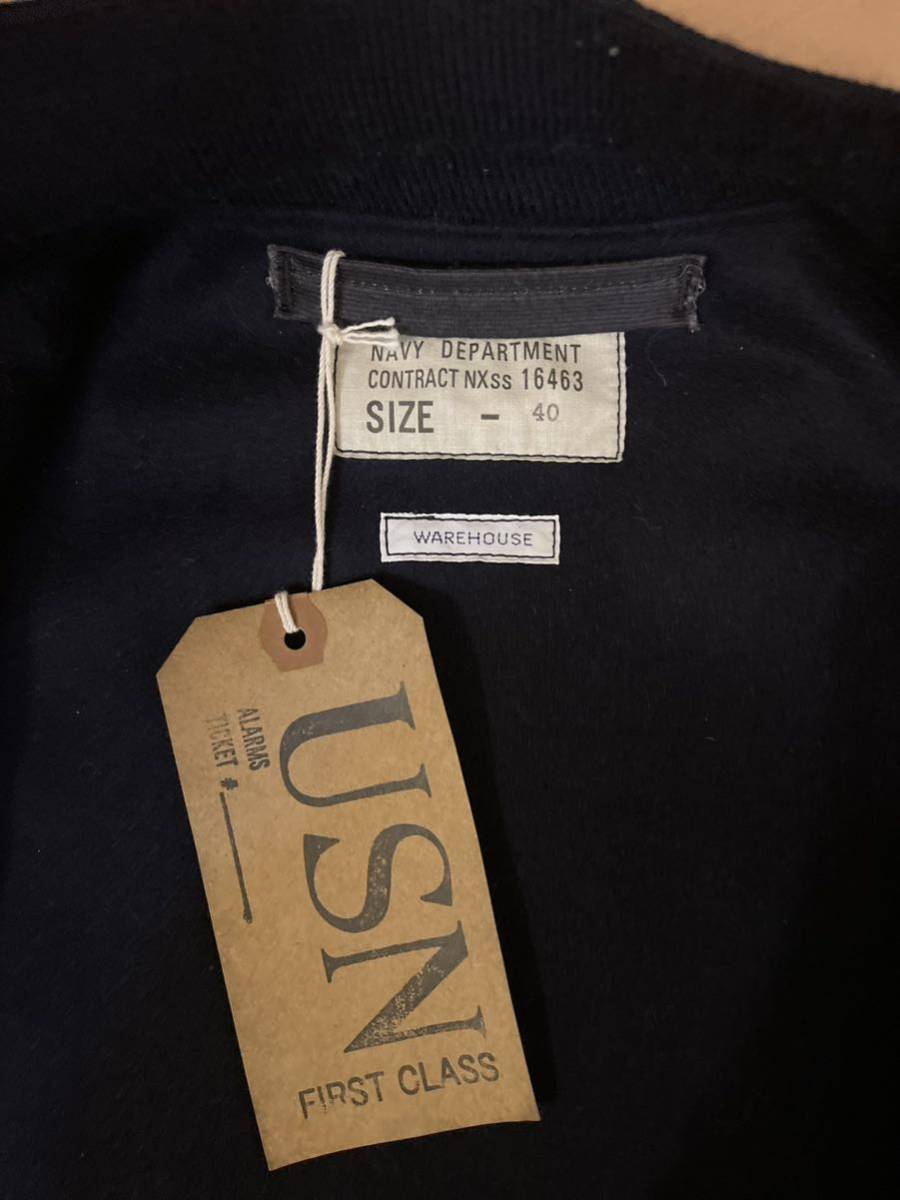 NAVY DEPARTMENT
CONTRACT NXss 16463
SIZE - 40
WAREHOUSE
ALARMS
TICKET #
USN
FIRST CLASS